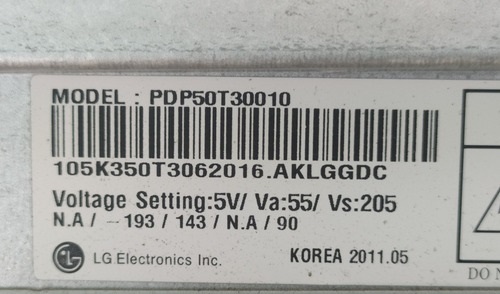 MODEL : PDP50T30010
105K350T3062016.AKLGGDC
Voltage Setting:5V/ Va:55/ Vs:205
N.A / -193 / 143 / N.A / 90
LG Electronics Inc.
KOREA 2011.05
DO N